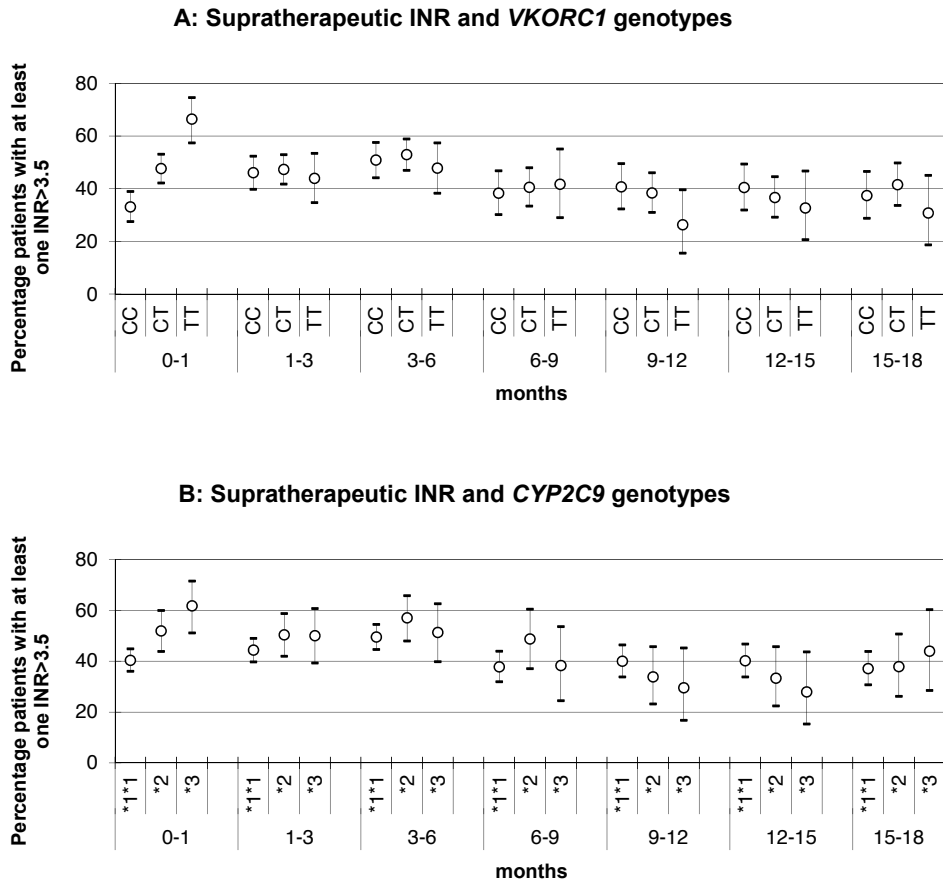 A: Supratherapeutic INR and VKORC1 genotypes
Percentage patients with at least
one INR>3.5
80
60
40
20
0
CC CT TT CC CT TT CC CT TT CC CT TT CC CT TT CC CT TT CC CT TT
0-1 1-3 3-6 6-9 9-12 12-15 15-18
months
B: Supratherapeutic INR and CYP2C9 genotypes
Percentage patients with at least
one INR>3.5
80
60
40
20
0
*1*1 *2 *3 *1*1 *2 *3 *1*1 *2 *3 *1*1 *2 *3 *1*1 *2 *3 *1*1 *2 *3 *1*1 *2 *3
0-1 1-3 3-6 6-9 9-12 12-15 15-18
months